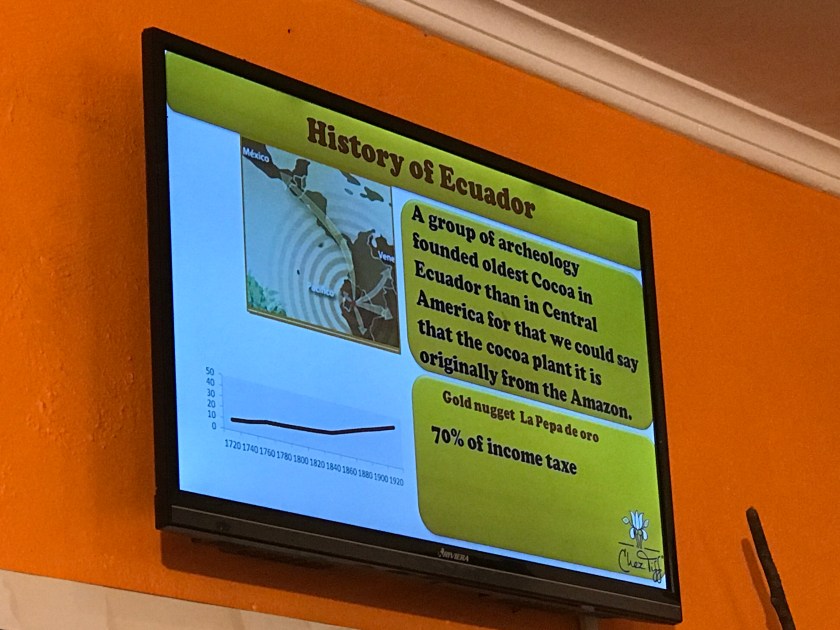 History of Ecuador
México
Vene
A group of archeology
founded oldest Cocoa in
Ecuador than in Central
America for that we could say
that the cocoa plant it is
originally from the Amazon.
50
40
30
20
10
0
1720 1740 1760 1780 1800 1820 1840 1860 1880 1900 1920
Gold nugget La Pepa de oro
70% of income taxe
Chez Tiff